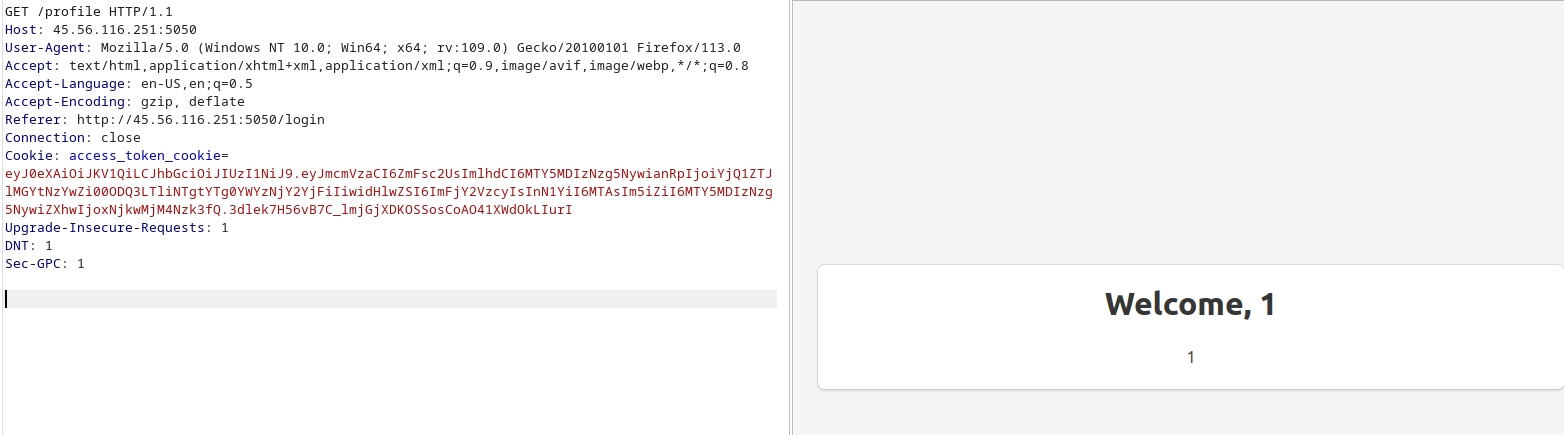 GET /profile HTTP/1.1
Host: 45.56.116.251:5050
User-Agent: Mozilla/5.0 (Windows NT 10.0; Win64; x64; rv:109.0) Gecko/20100101 Firefox/113.0
Accept: text/html,application/xhtml+xml,application/xml;q=0.9,image/avif,image/webp,*/*;q=0.8
Accept-Language: en-US,en;q=0.5
Accept-Encoding: gzip, deflate
Referer: http://45.56.116.251:5050/login
Connection: close
Cookie: access_token_cookie=
eyJ0eXAiOiJKV1QiLCJhbGciOiJIUzI1NiJ9.eyJmcmVzaCI6ZmFsc2UsImlhdCI6MTY5MDIzNzg5NywianRpIjoiYjQ1ZTJ
lMGYtNzYwZi00ODQ3LTliNTgtYTg0YWYzNjY2YjFiIiwidHlwZSI6ImFjY2VzcyIsInN1YiI6MTAsIm5iZiI6MTY5MDIzNzg
5NywiZXhwIjoxNjkwMjM4Nzk3fQ.3dlek7H56vB7C_lmjGjXDKOSSosCoAO41XWdOkLIurI
Upgrade-Insecure-Requests: 1
DNT: 1
Sec-GPC: 1
Welcome, 1
1